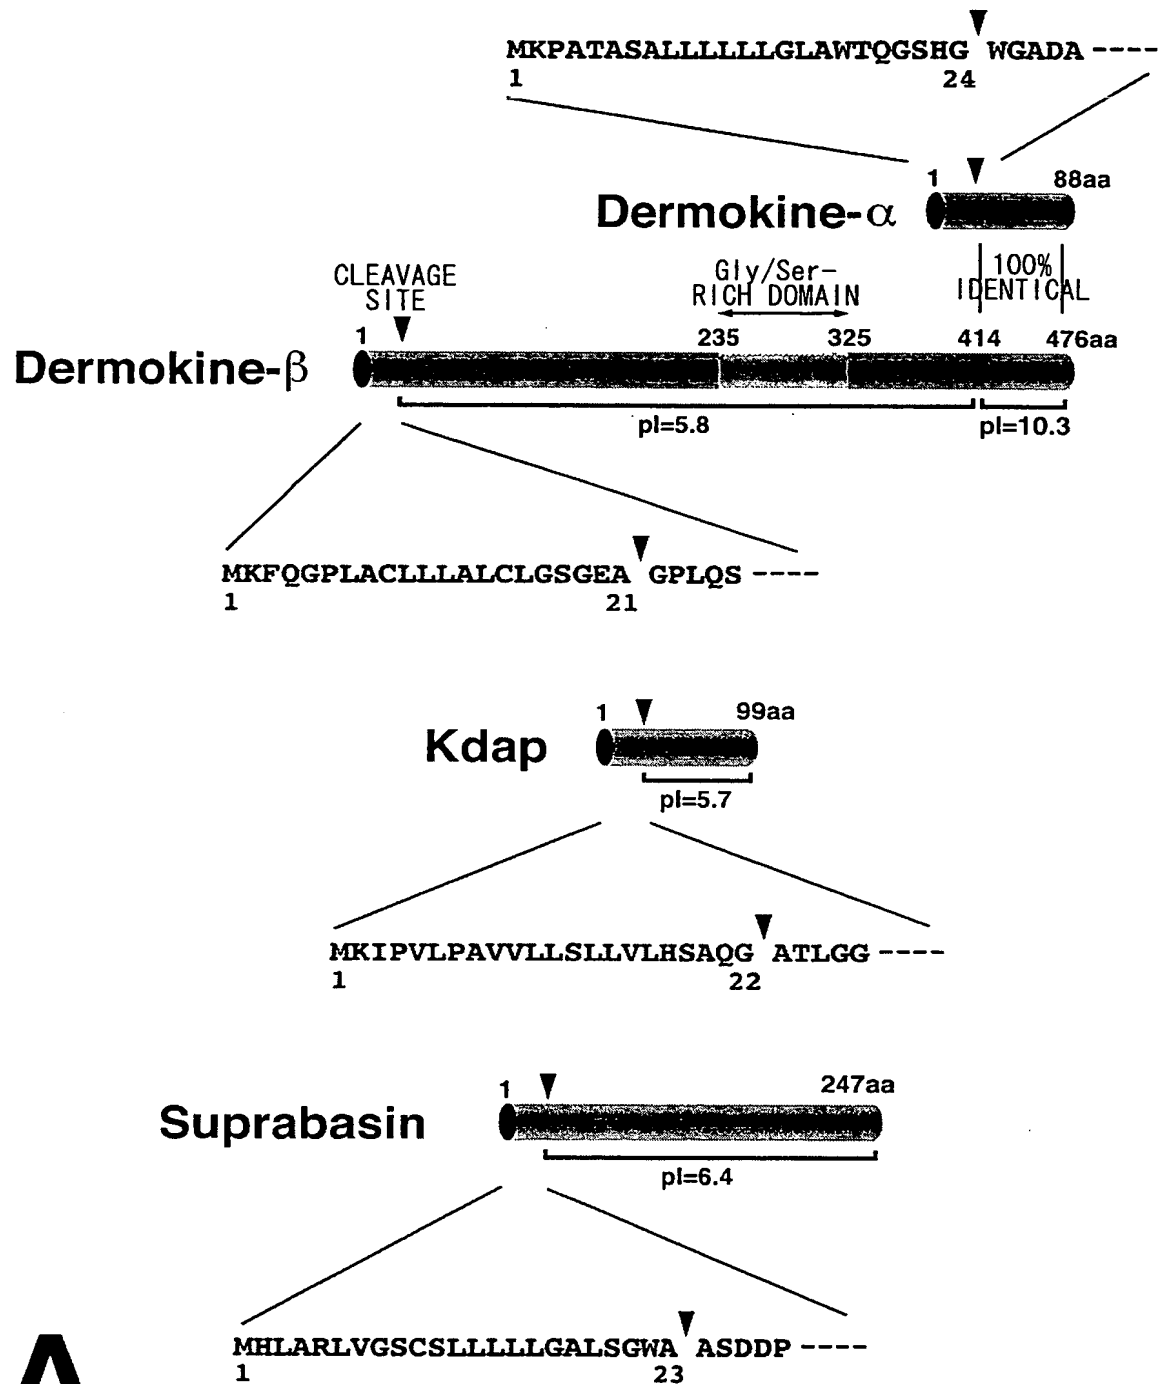 MKPATASALLLLLLGLAWTQGSHG WGADA ----
1 24
1 88aa
Dermokine-α
CLEAVAGE
SITE
Gly/Ser-
RICH DOMAIN
100%
IDENTICAL
1 235 325 414 476aa
Dermokine-β
pI=5.8 pI=10.3
MKFQGPLACLLLALCLGSGEA GPLQS ----
1 21
1 99aa
Kdap
pI=5.7
MKIPVLPAVVLLSLLVLHSAQG ATLGG ----
1 22
1 247aa
Suprabasin
pI=6.4
MHLARLVGSCSLLLLLGALSGWA ASDDP ----
1 23
A